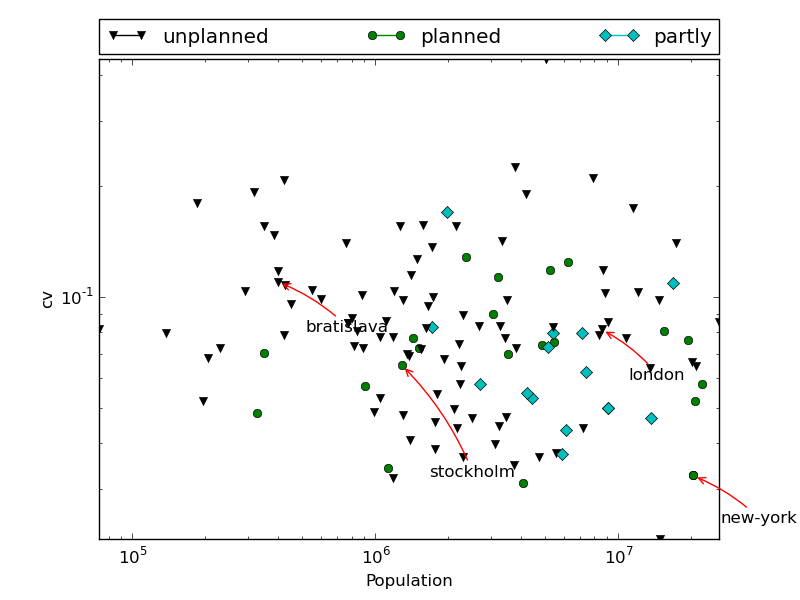 unplanned planned partly
cv
10^-1
bratislava
london
stockholm
new-york
10^5 10^6 10^7
Population